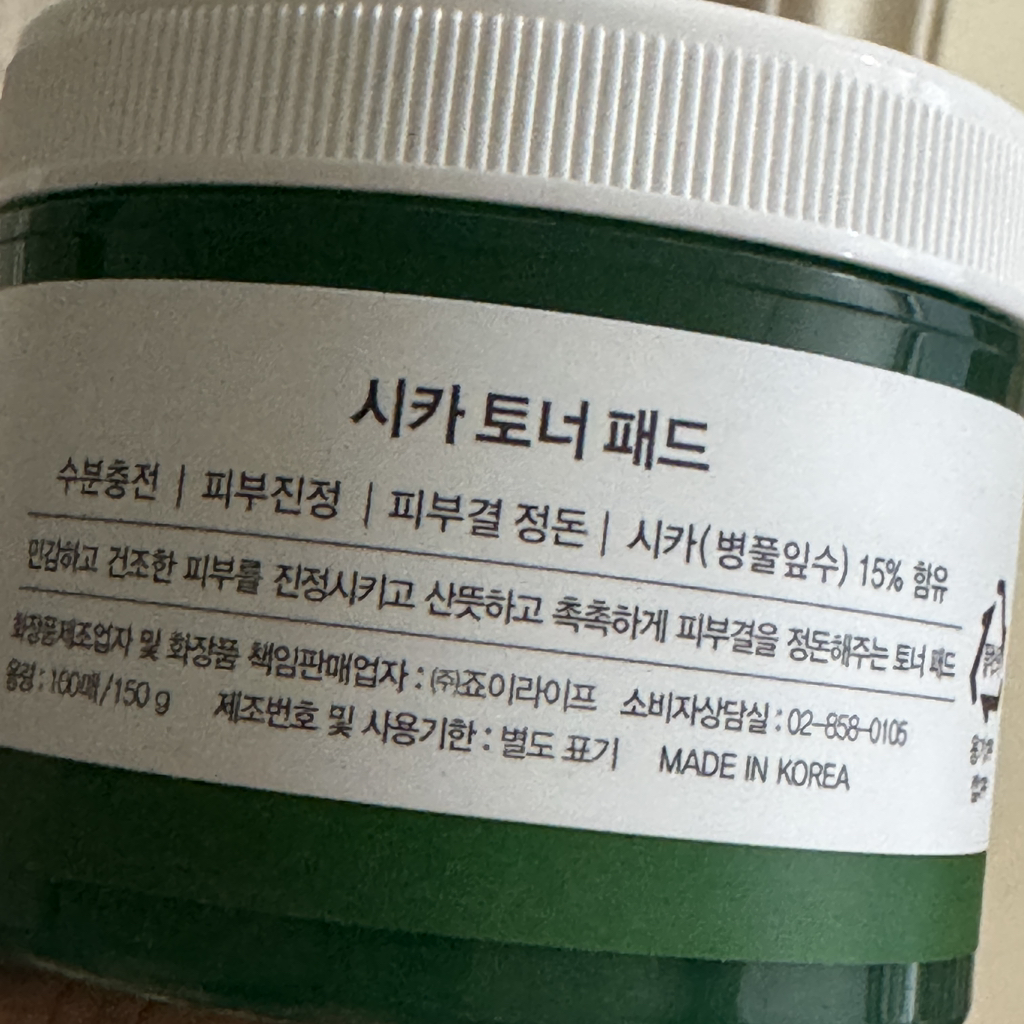 시카 토너 패드
수분충전 | 피부진정 | 피부결 정돈 | 시카(병풀잎수) 15% 함유
민감하고 건조한 피부를 진정시키고 산뜻하고 촉촉하게 피부결을 정돈해주는 토너 패드
화장품제조업자 및 화장품 책임판매업자 : ㈜죠이라이프 소비자상담실 : 02-858-0105
용량 : 100매/150 g 제조번호 및 사용기한 : 별도 표기 MADE IN KOREA